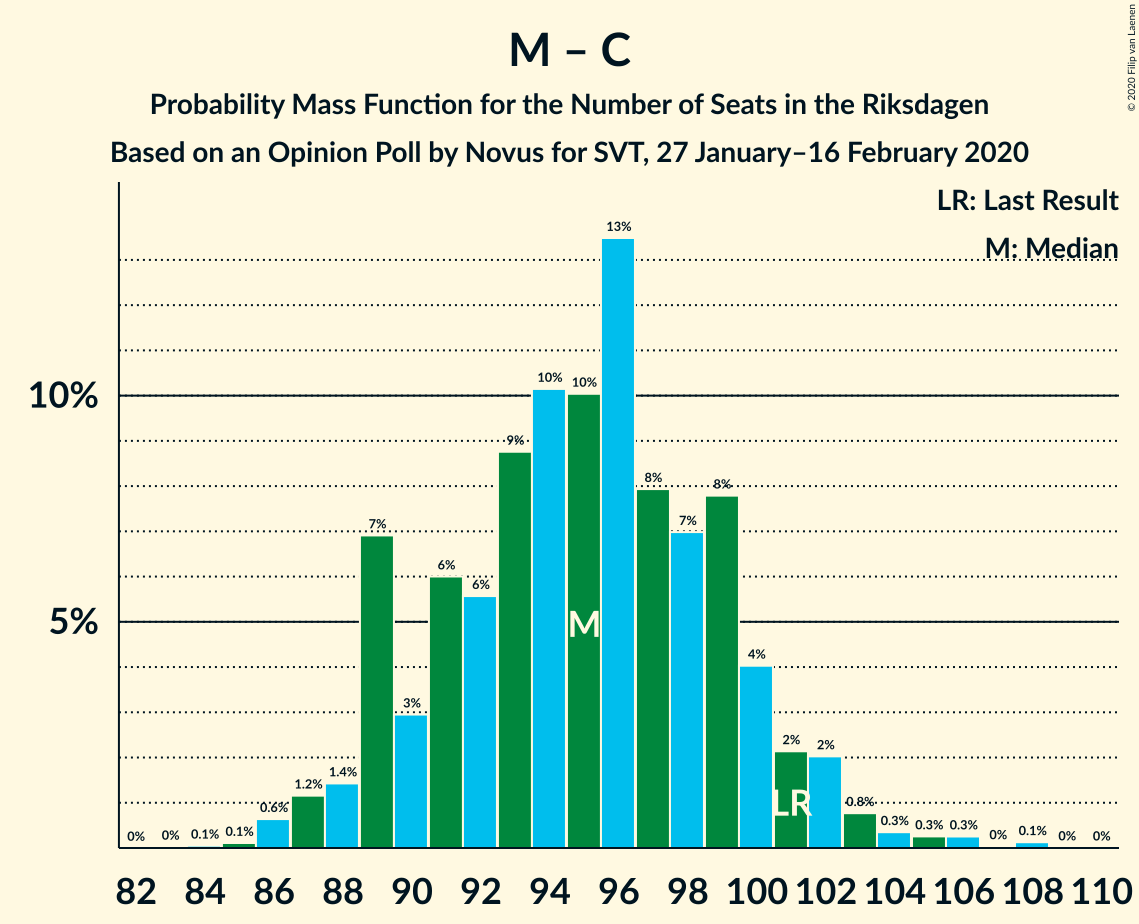 M – C
Probability Mass Function for the Number of Seats in the Riksdagen
Based on an Opinion Poll by Novus for SVT, 27 January–16 February 2020
© 2020 Filip van Laenen
LR: Last Result
M: Median
10%
5%
0% 0% 0.1% 0.1% 0.6% 1.2% 1.4% 7% 3% 6% 6% 9% 10% 10% 13% 8% 7% 8% 4% 2% 2% 0.8% 0.3% 0.3% 0.3% 0% 0.1% 0% 0%
M
LR
82 84 86 88 90 92 94 96 98 100 102 104 106 108 110